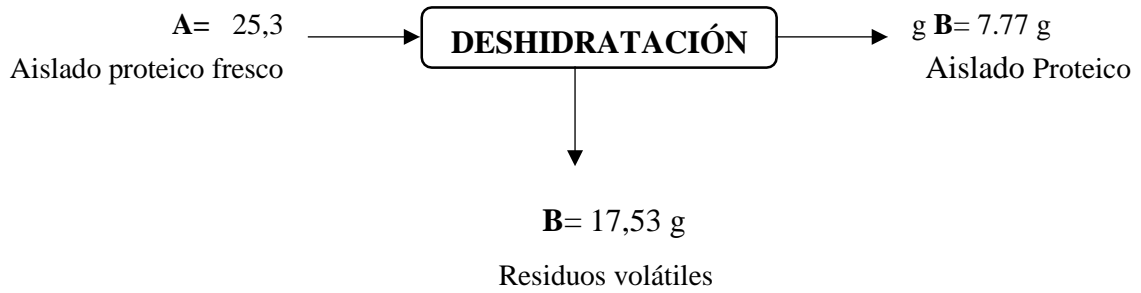 A= 25,3
Aislado proteico fresco
DESHIDRATACIÓN
g B= 7.77 g
Aislado Proteico
B= 17,53 g
Residuos volátiles